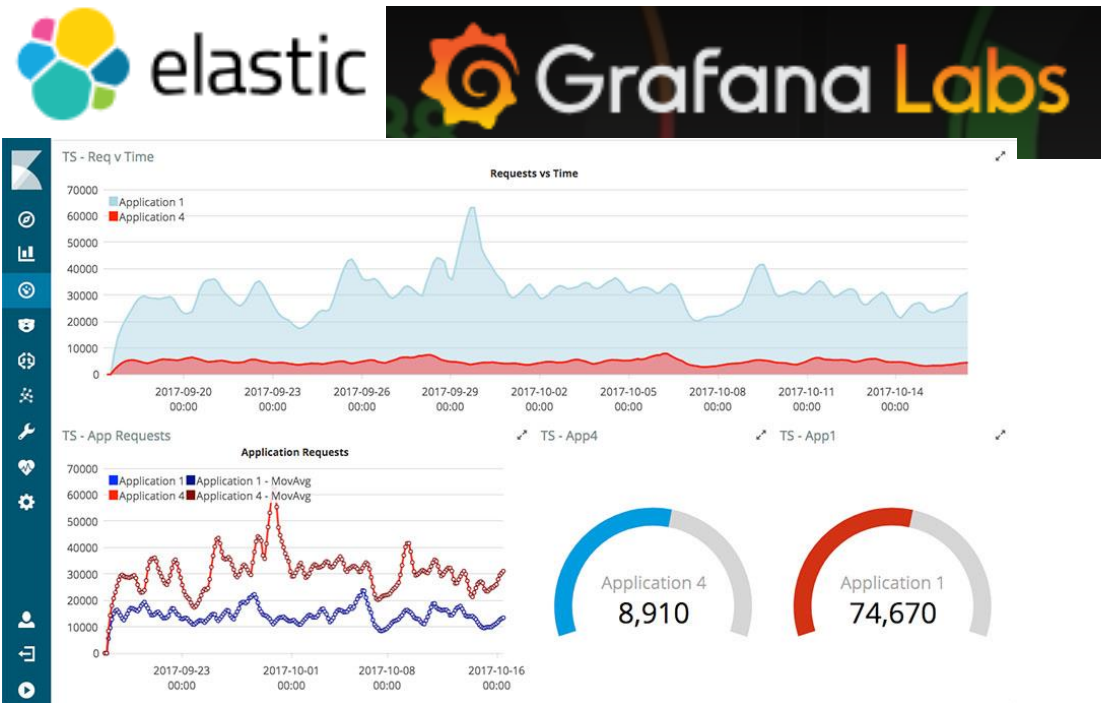 elastic
Grafana Labs
TS - Req v Time
Requests vs Time
70000
Application 1
60000
Application 4
50000
40000
30000
20000
10000
0
2017-09-20 2017-09-23 2017-09-26 2017-09-29 2017-10-02 2017-10-05 2017-10-08 2017-10-11 2017-10-14
00:00 00:00 00:00 00:00 00:00 00:00 00:00 00:00 00:00
TS - App Requests
Application Requests
70000
Application 1 Application 1 - MovAvg
60000
Application 4 Application 4 - MovAvg
50000
40000
30000
20000
10000
0
2017-09-23 2017-10-01 2017-10-08 2017-10-16
00:00 00:00 00:00 00:00
TS - App4
Application 4
8,910
TS - App1
Application 1
74,670